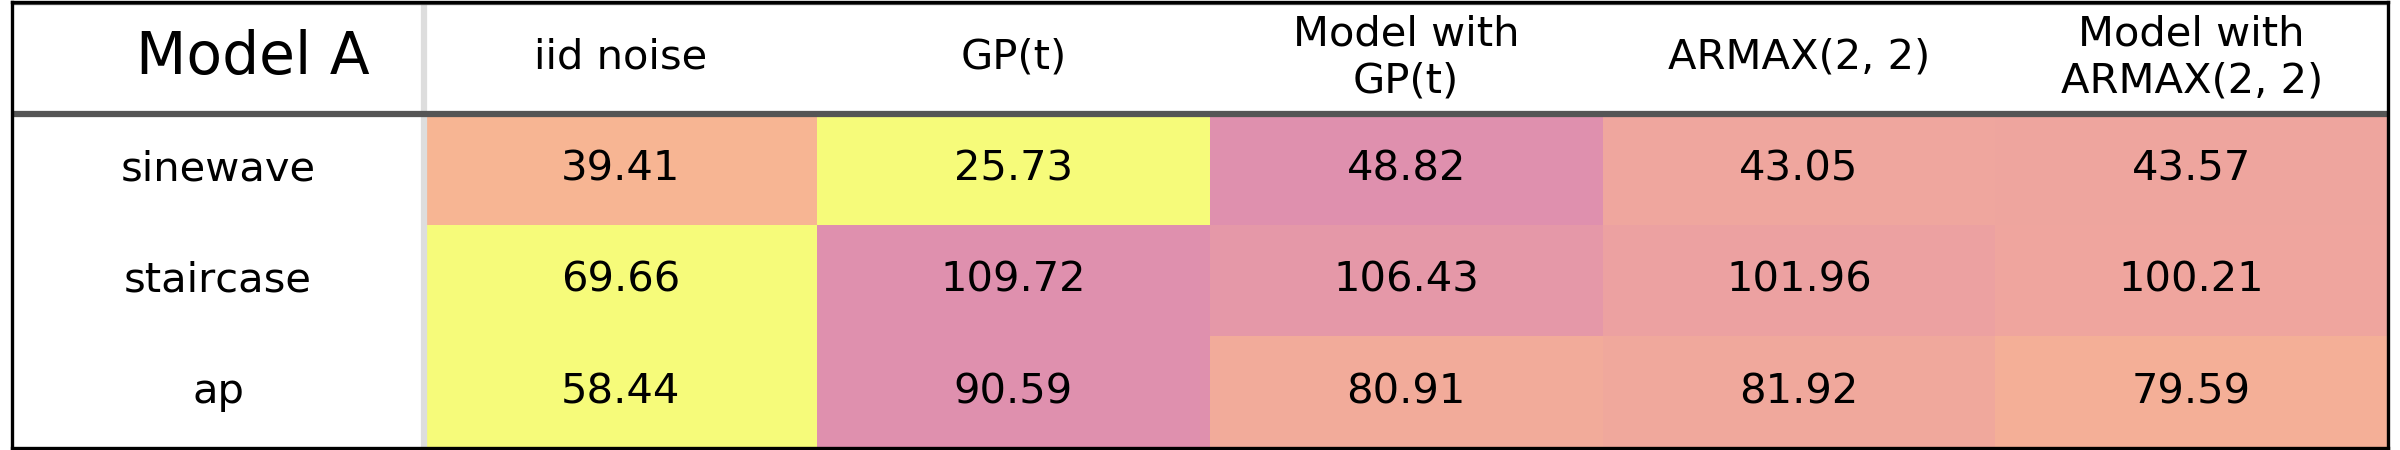 Model A iid noise GP(t) Model with GP(t) ARMAX(2, 2) Model with ARMAX(2, 2)
sinewave 39.41 25.73 48.82 43.05 43.57
staircase 69.66 109.72 106.43 101.96 100.21
ap 58.44 90.59 80.91 81.92 79.59